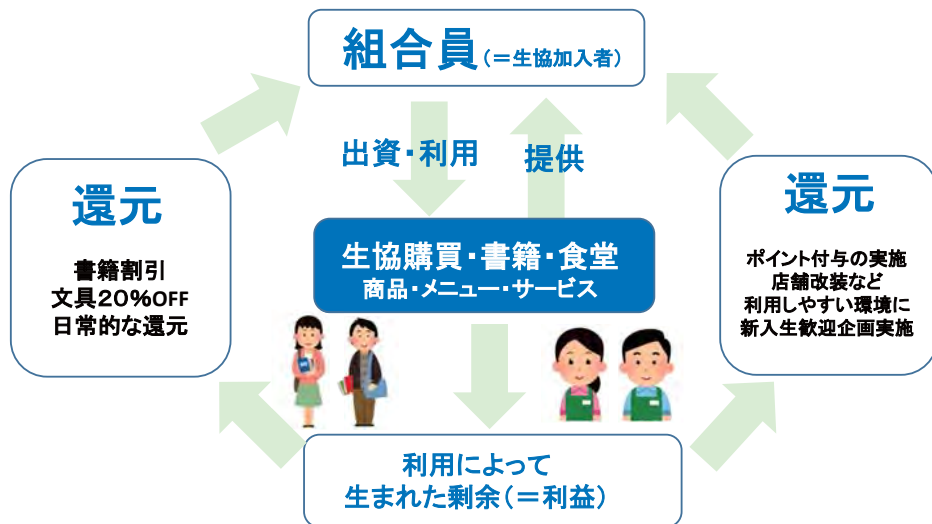 組合員(=生協加入者)
出資・利用
提供
還元
書籍割引
文具20%OFF
日常的な還元
生協購買・書籍・食堂
商品・メニュー・サービス
還元
ポイント付与の実施
店舗改装など
利用しやすい環境に
新入生歓迎企画実施
利用によって
生まれた剰余(=利益)